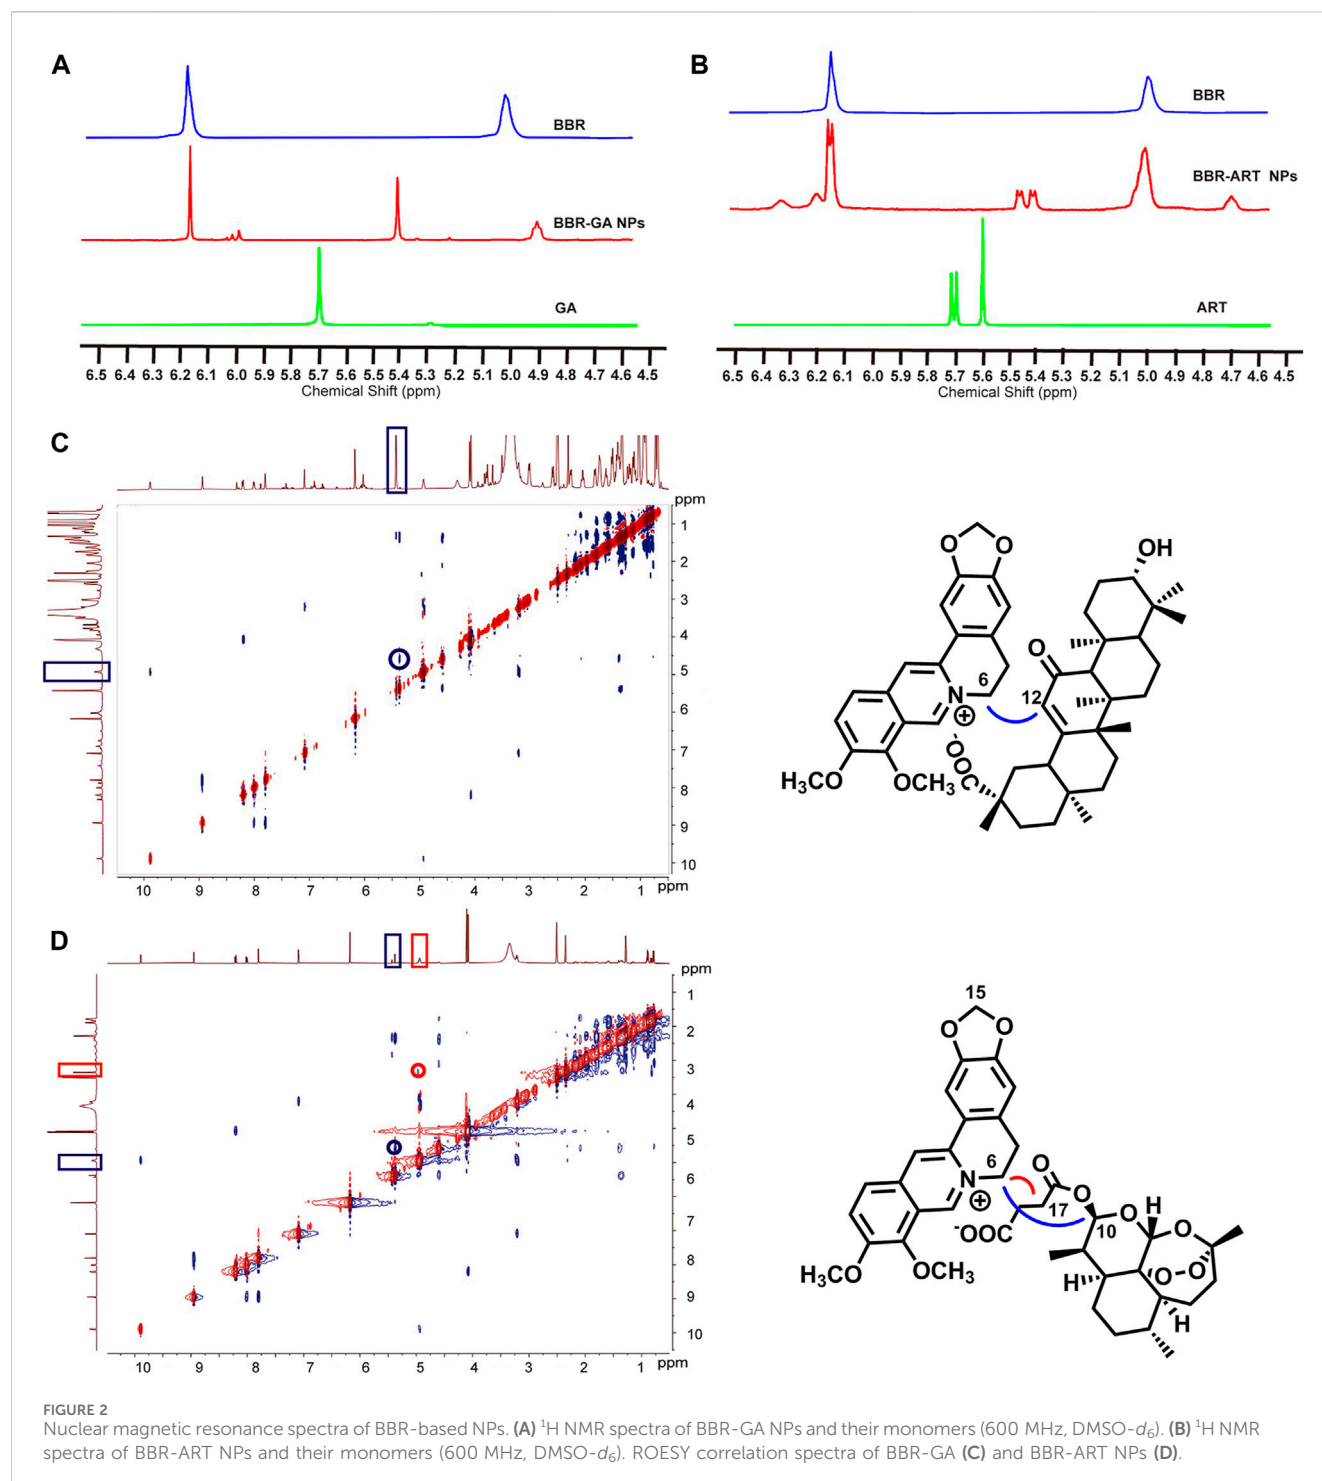 A
BBR
BBR-GA NPs
GA
6.5 6.4 6.3 6.2 6.1 6.0 5.9 5.8 5.7 5.6 5.5 5.4 5.3 5.2 5.1 5.0 4.9 4.8 4.7 4.6 4.5
Chemical Shift (ppm)
B
BBR
BBR-ART NPs
ART
6.5 6.4 6.3 6.2 6.1 6.0 5.9 5.8 5.7 5.6 5.5 5.4 5.3 5.2 5.1 5.0 4.9 4.8 4.7 4.6 4.5
Chemical Shift (ppm)
C
ppm
1
2
3
4
5
6
7
8
9
10
10 9 8 7 6 5 4 3 2 1 ppm
O O
OH
O
6
12
N
⊕
-OOC
H3CO
OCH3
D
ppm
1
2
3
4
5
6
7
8
9
10
10 9 8 7 6 5 4 3 2 1 ppm
15
O O
6
N
⊕
O
O
17
-OOC
10
O
H
O
O-O
H
H
H3CO
OCH3
FIGURE 2
Nuclear magnetic resonance spectra of BBR-based NPs. (A) 1H NMR spectra of BBR-GA NPs and their monomers (600 MHz, DMSO-d6). (B) 1H NMR
spectra of BBR-ART NPs and their monomers (600 MHz, DMSO-d6). ROESY correlation spectra of BBR-GA (C) and BBR-ART NPs (D).